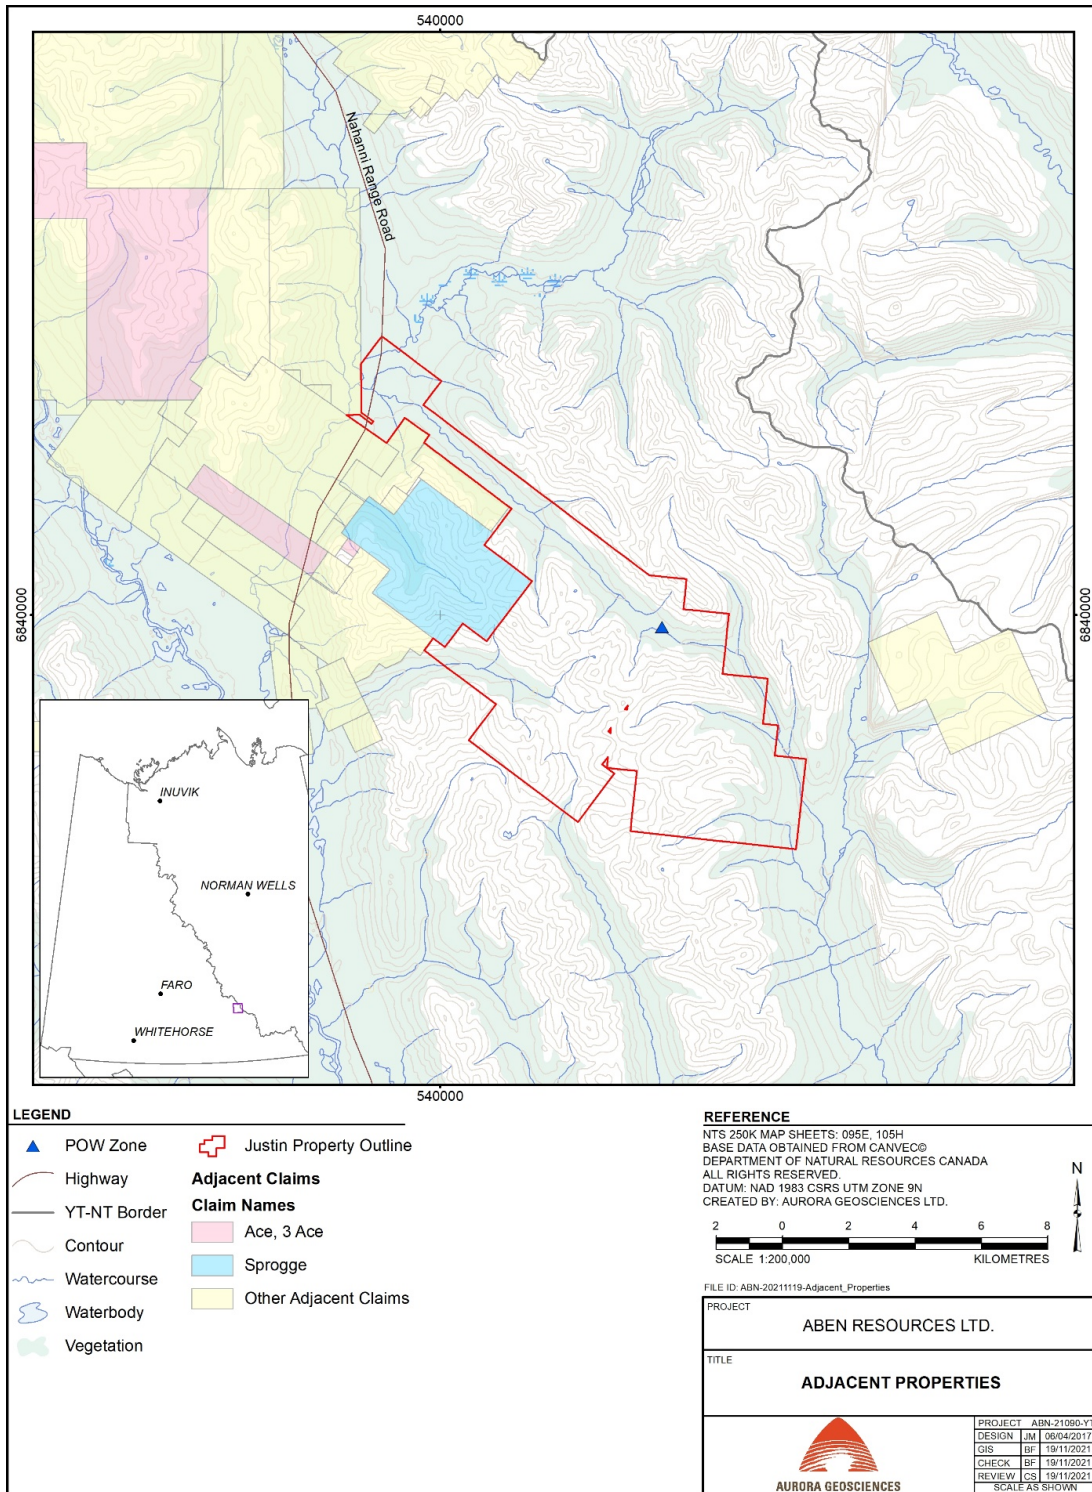 540000
Nahanni Range Road
6840000
6840000
INUVIK
NORMAN WELLS
FARO
WHITEHORSE
540000
LEGEND
POW Zone
Highway
YT-NT Border
Contour
Watercourse
Waterbody
Vegetation
Justin Property Outline
Adjacent Claims
Claim Names
Ace, 3 Ace
Sprogge
Other Adjacent Claims
REFERENCE
NTS 250K MAP SHEETS: 095E, 105H
BASE DATA OBTAINED FROM CANVEC©
DEPARTMENT OF NATURAL RESOURCES CANADA
ALL RIGHTS RESERVED.
DATUM: NAD 1983 CSRS UTM ZONE 9N
CREATED BY: AURORA GEOSCIENCES LTD.
N
2 0 2 4 6 8
SCALE 1:200,000 KILOMETRES
FILE ID: ABN-20211119-Adjacent_Properties
PROJECT
ABEN RESOURCES LTD.
TITLE
ADJACENT PROPERTIES
AURORA GEOSCIENCES
PROJECT ABN-21090-YT
DESIGN JM 06/04/2017
GIS BF 19/11/2021
CHECK BF 19/11/2021
REVIEW CS 19/11/2021
SCALE AS SHOWN